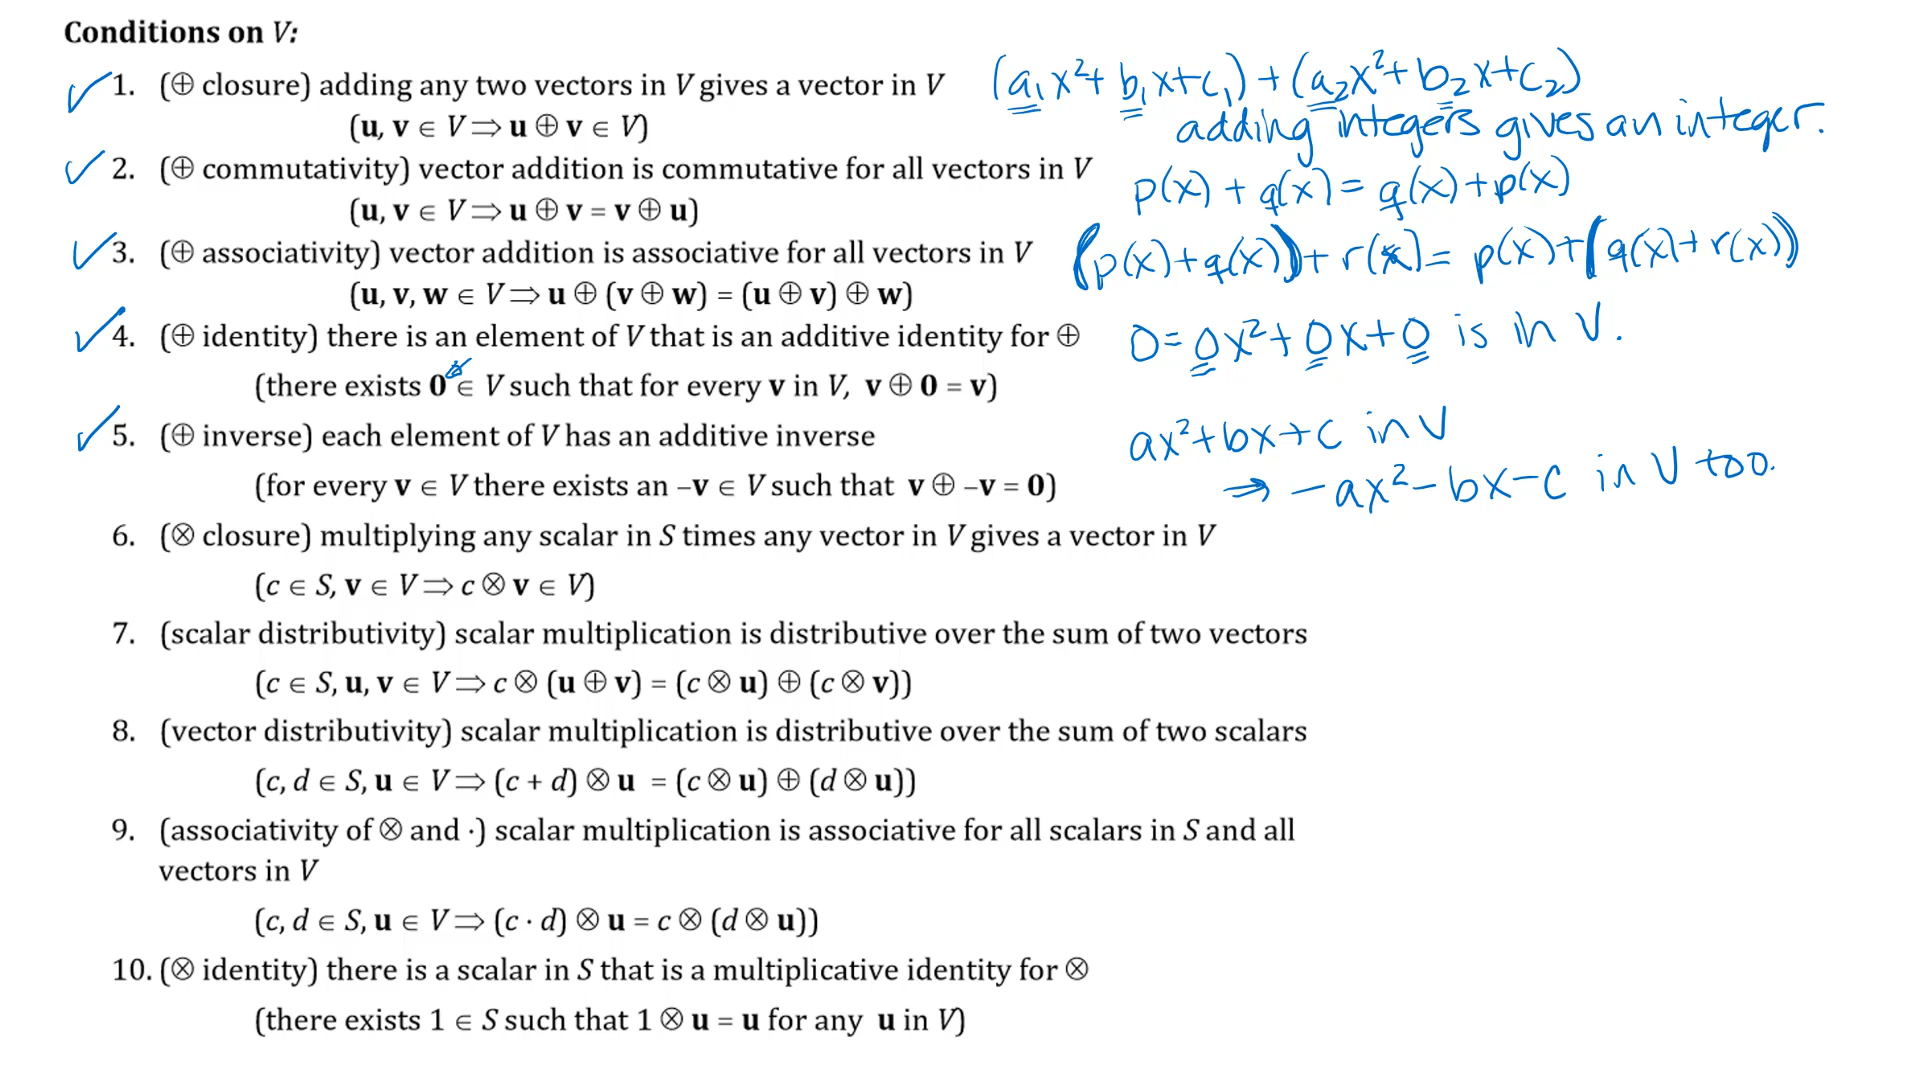 Conditions on V:
1. (⊕ closure) adding any two vectors in V gives a vector in V
(a₁x²+ b₁x+c₁) + (a₂x²+ b₂x+c₂)
adding integers gives an integer.
(u, v ∈ V ⟹ u ⊕ v ∈ V)
2. (⊕ commutativity) vector addition is commutative for all vectors in V
p(x) + q(x) = q(x)+p(x)
(u, v ∈ V ⟹ u ⊕ v = v ⊕ u)
3. (⊕ associativity) vector addition is associative for all vectors in V
(p(x)+q(x))+ r(x) = p(x)+(q(x)+r(x))
(u, v, w ∈ V ⟹ u ⊕ (v ⊕ w) = (u ⊕ v) ⊕ w)
4. (⊕ identity) there is an element of V that is an additive identity for ⊕
0=0x²+0x+0 is in V.
(there exists 0 ∈ V such that for every v in V, v ⊕ 0 = v)
5. (⊕ inverse) each element of V has an additive inverse
ax²+bx+c in V
⇒ -ax²-bx-c in V too.
(for every v ∈ V there exists an –v ∈ V such that v ⊕ –v = 0)
6. (⊗ closure) multiplying any scalar in S times any vector in V gives a vector in V
(c ∈ S, v ∈ V ⟹ c ⊗ v ∈ V)
7. (scalar distributivity) scalar multiplication is distributive over the sum of two vectors
(c ∈ S, u, v ∈ V ⟹ c ⊗ (u ⊕ v) = (c ⊗ u) ⊕ (c ⊗ v))
8. (vector distributivity) scalar multiplication is distributive over the sum of two scalars
(c, d ∈ S, u ∈ V ⟹ (c + d) ⊗ u = (c ⊗ u) ⊕ (d ⊗ u))
9. (associativity of ⊗ and ·) scalar multiplication is associative for all scalars in S and all
vectors in V
(c, d ∈ S, u ∈ V ⟹ (c · d) ⊗ u = c ⊗ (d ⊗ u))
10. (⊗ identity) there is a scalar in S that is a multiplicative identity for ⊗
(there exists 1 ∈ S such that 1 ⊗ u = u for any u in V)